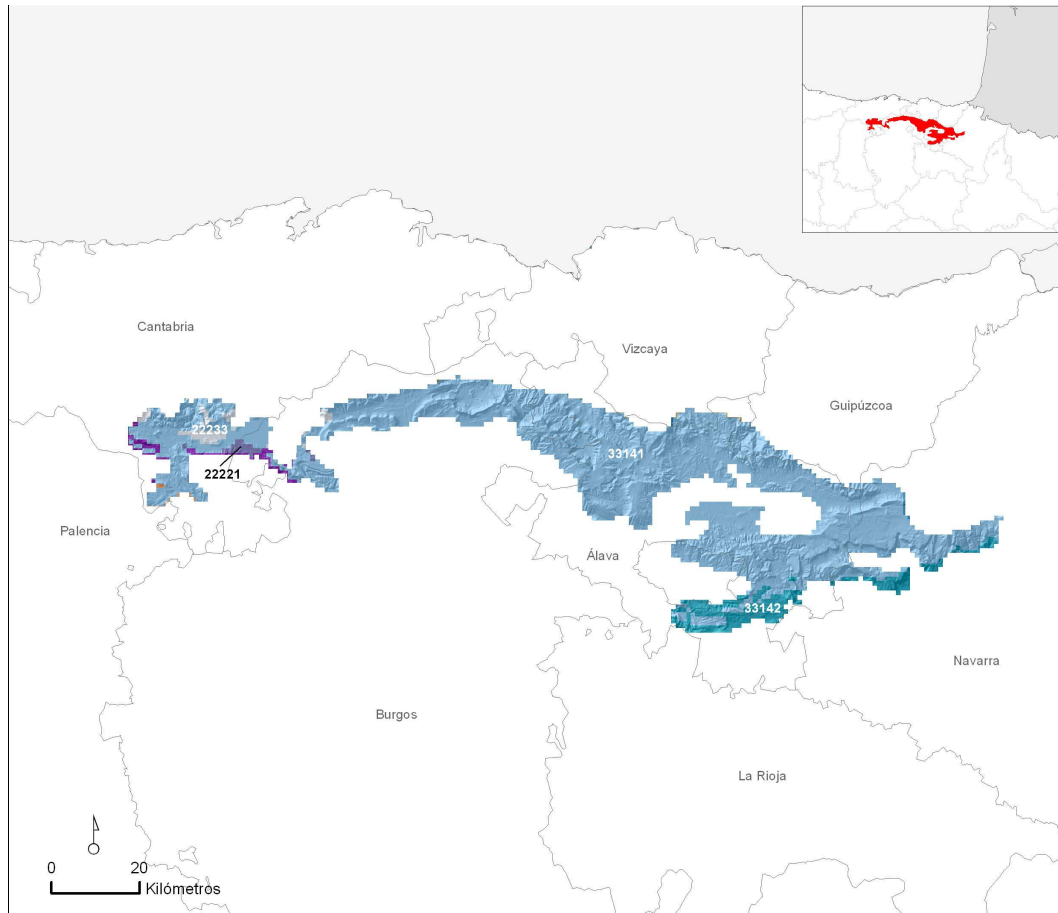 Cantabria
Vizcaya
Guipúzcoa
22233
33141
22221
Palencia
Álava
33142
Navarra
Burgos
La Rioja
0 20
Kilómetros